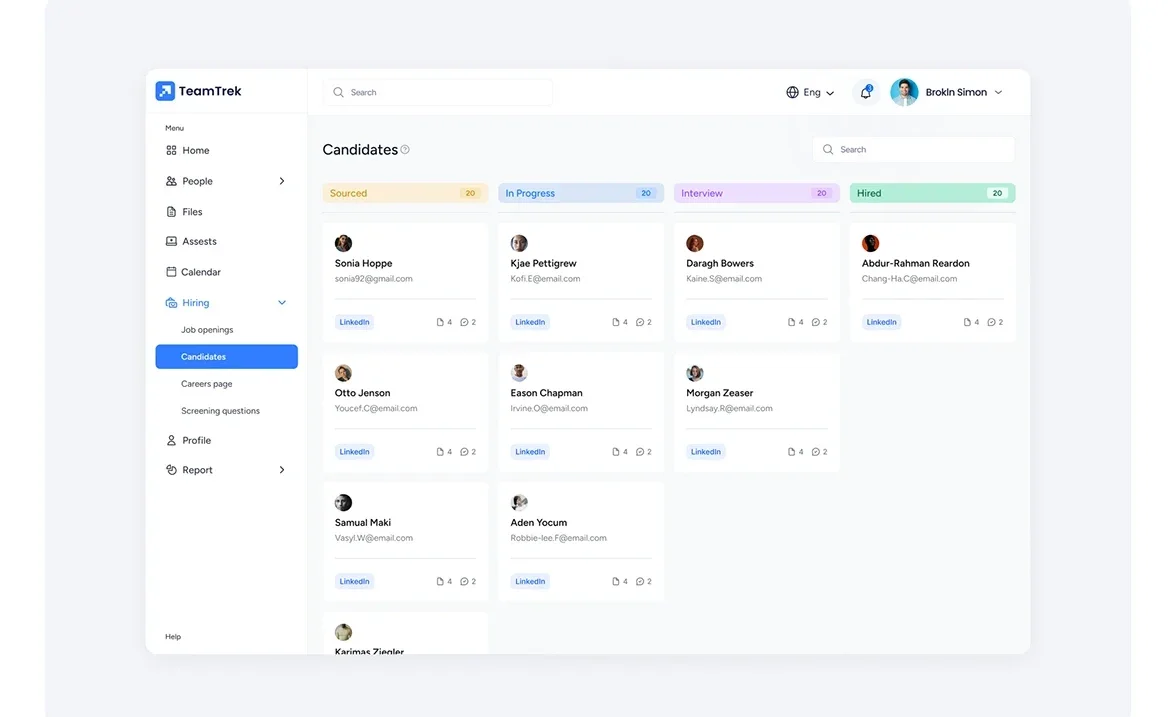 TeamTrek
Search
Eng
3
BrokIn Simon
Menu
Home
People
Files
Assests
Calendar
Hiring
Job openings
Candidates
Careers page
Screening questions
Profile
Report
Help
Candidates
Search
Sourced 20
In Progress 20
Interview 20
Hired 20
Sonia Hoppe
sonia92@gmail.com
LinkedIn 4 2
Otto Jenson
Youcef.C@email.com
LinkedIn 4 2
Samual Maki
Vasyl.W@email.com
LinkedIn 4 2
Karimas Ziegler
Kjae Pettigrew
Kofi.E@email.com
LinkedIn 4 2
Eason Chapman
Irvine.O@email.com
LinkedIn 4 2
Aden Yocum
Robbie-lee.F@email.com
LinkedIn 4 2
Daragh Bowers
Kaine.S@email.com
LinkedIn 4 2
Morgan Zeaser
Lyndsay.R@email.com
LinkedIn 4 2
Abdur-Rahman Reardon
Chang-Ha.C@email.com
LinkedIn 4 2